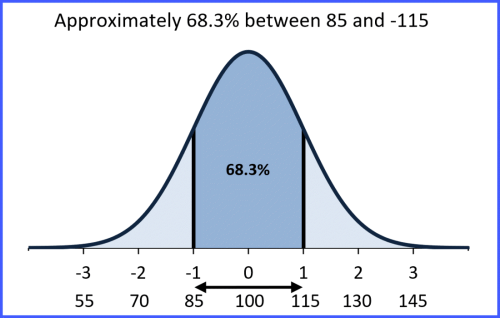 Approximately 68.3% between 85 and -115
68.3%
-3 -2 -1 0 1 2 3
55 70 85 100 115 130 145